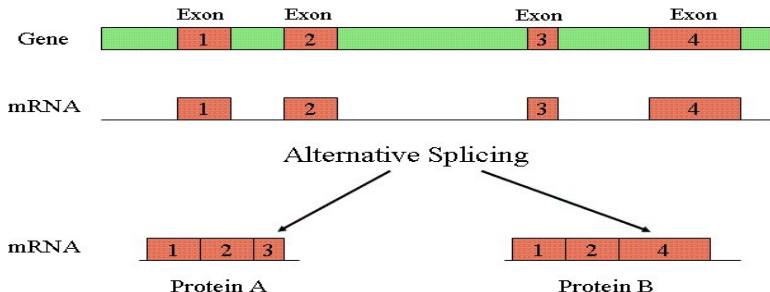 Exon Exon Exon Exon
Gene 1 2 3 4
mRNA 1 2 3 4
Alternative Splicing
mRNA 1 2 3 1 2 4
Protein A Protein B